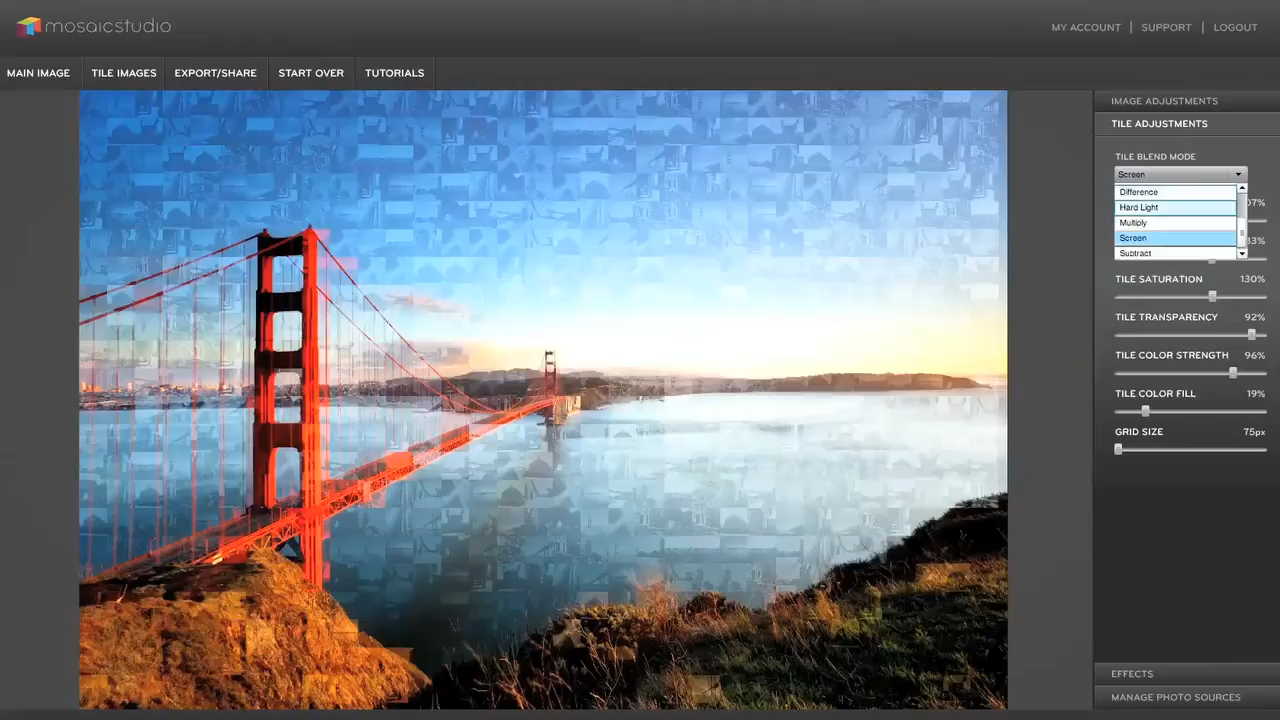 mosaicstudio
MY ACCOUNT | SUPPORT | LOGOUT
MAIN IMAGE
TILE IMAGES
EXPORT/SHARE
START OVER
TUTORIALS
IMAGE ADJUSTMENTS
TILE ADJUSTMENTS
TILE BLEND MODE
Screen
Difference
Hard Light
Multiply
Screen
Subtract
TILE SATURATION 130%
TILE TRANSPARENCY 92%
TILE COLOR STRENGTH 96%
TILE COLOR FILL 19%
GRID SIZE 75px
EFFECTS
MANAGE PHOTO SOURCES